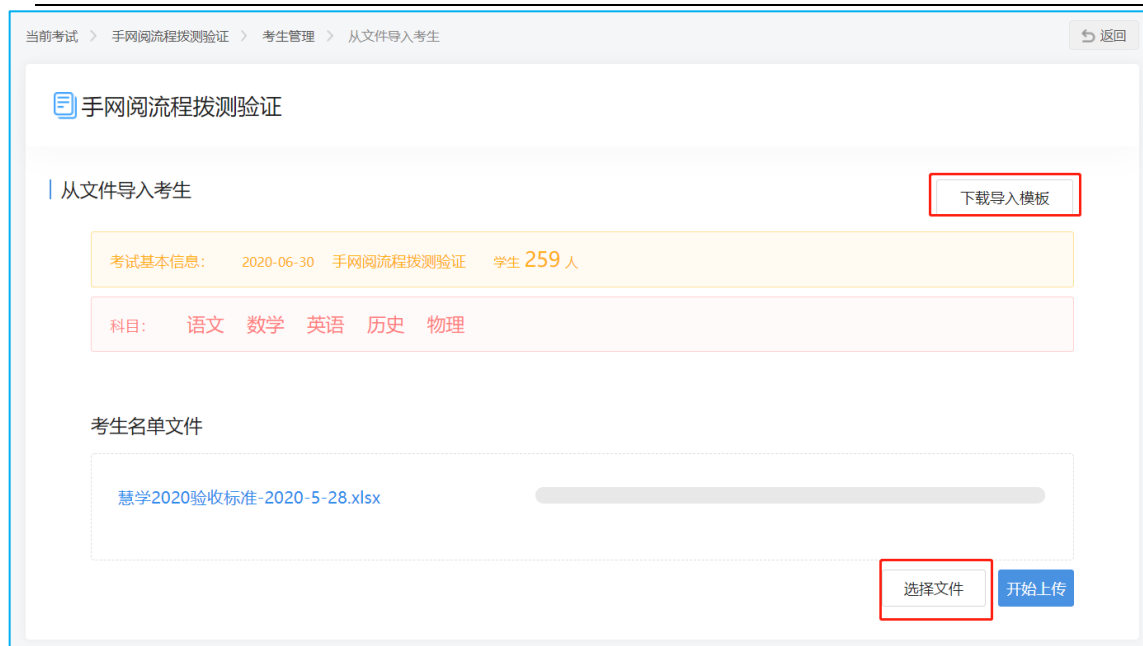 当前考试 > 手网阅流程拨测验证 > 考生管理 > 从文件导入考生 返回
手网阅流程拨测验证
从文件导入考生 下载导入模板
考试基本信息： 2020-06-30 手网阅流程拨测验证 学生 259 人
科目： 语文 数学 英语 历史 物理
考生名单文件
慧学2020验收标准-2020-5-28.xlsx
选择文件 开始上传